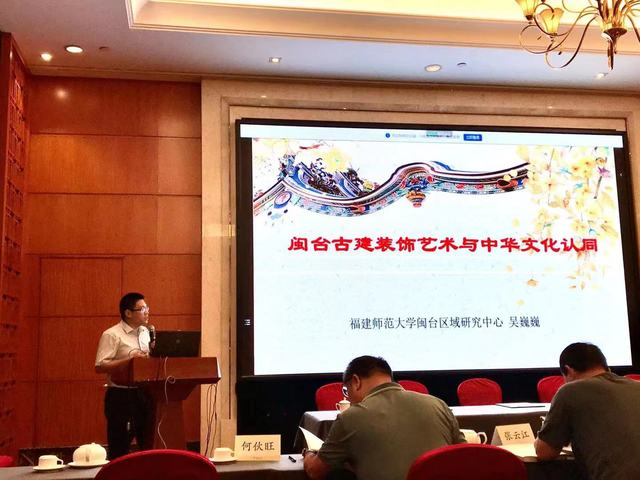 闽台古建装饰艺术与中华文化认同
福建师范大学闽台区域研究中心 吴巍巍
何伙旺
张云江